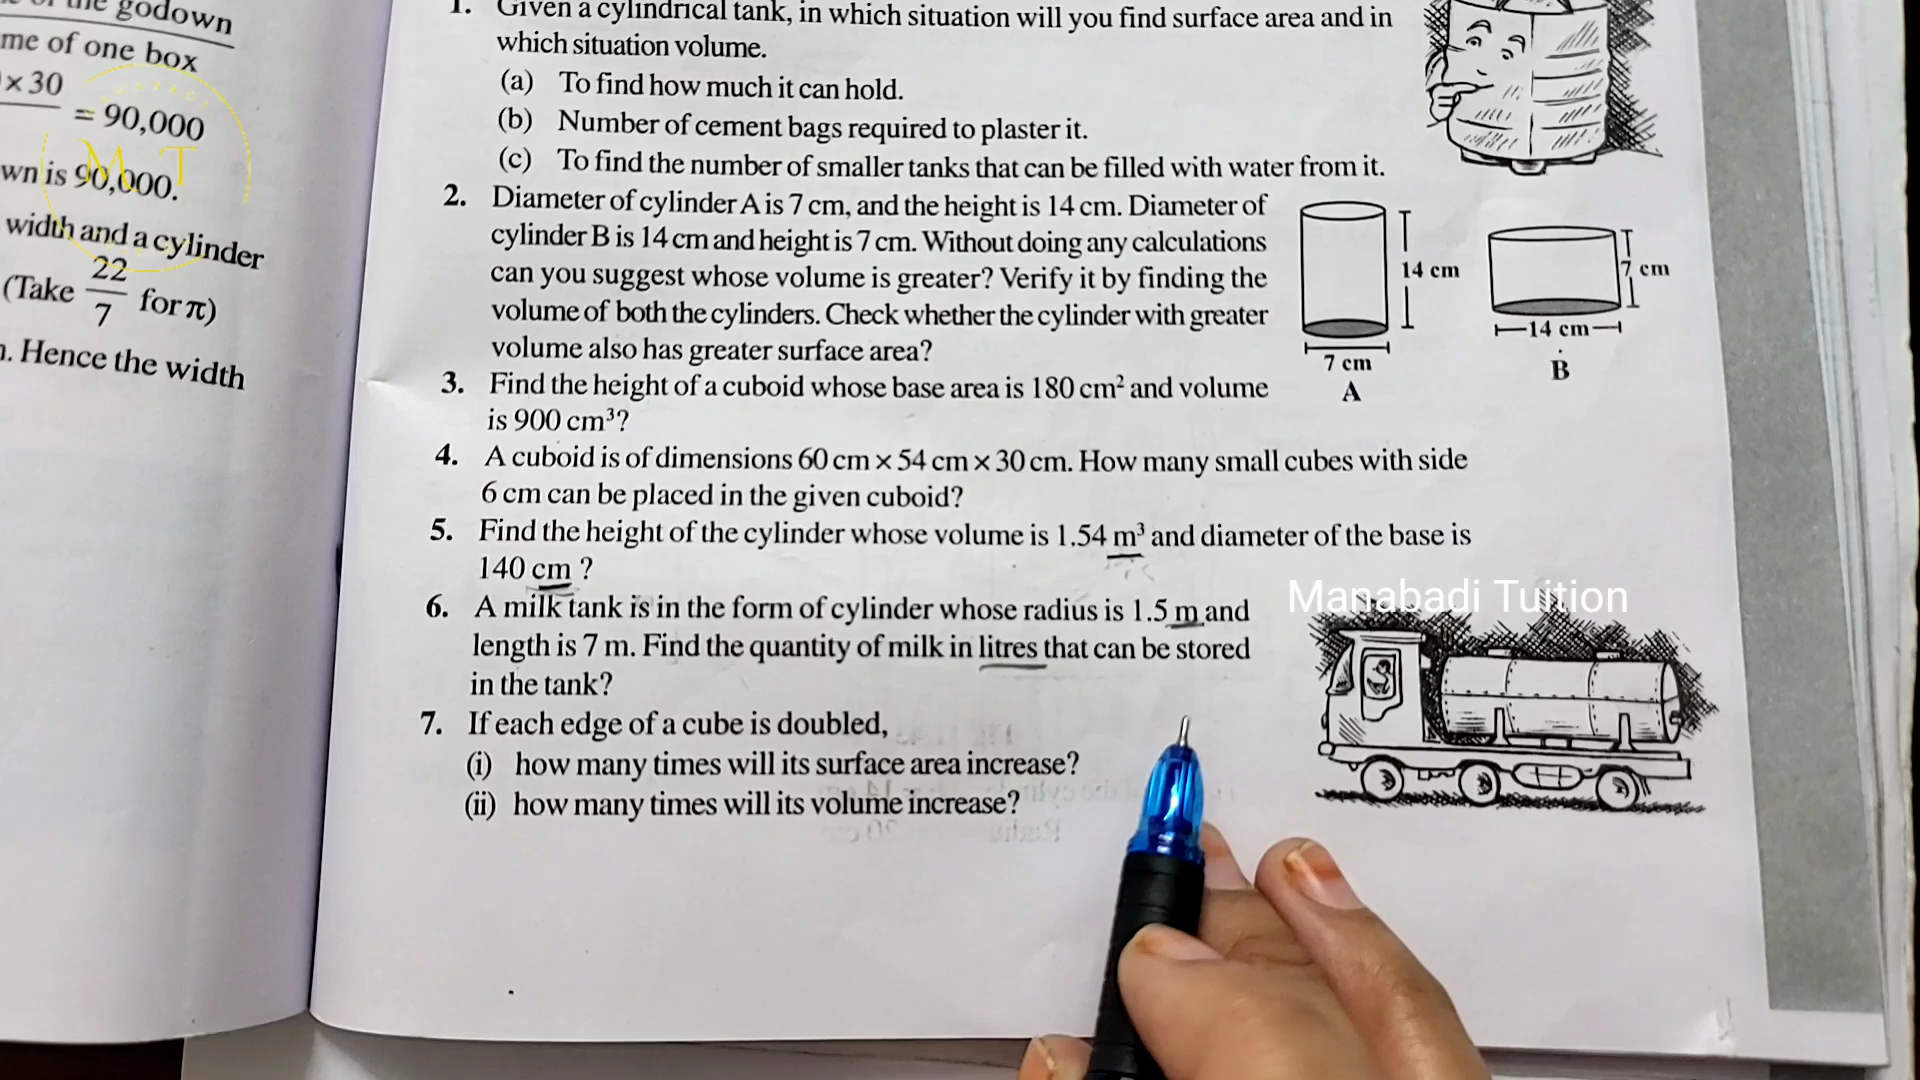 the godown
me of one box
× 30
= 90,000
wn is 90,000.
width and a cylinder
(Take 22/7 for π)
. Hence the width
M T
1. Given a cylindrical tank, in which situation will you find surface area and in
which situation volume.
(a) To find how much it can hold.
(b) Number of cement bags required to plaster it.
(c) To find the number of smaller tanks that can be filled with water from it.
2. Diameter of cylinder A is 7 cm, and the height is 14 cm. Diameter of
cylinder B is 14 cm and height is 7 cm. Without doing any calculations
can you suggest whose volume is greater? Verify it by finding the
volume of both the cylinders. Check whether the cylinder with greater
volume also has greater surface area?
14 cm
7 cm
A
7 cm
14 cm
B
3. Find the height of a cuboid whose base area is 180 cm² and volume
is 900 cm³?
4. A cuboid is of dimensions 60 cm × 54 cm × 30 cm. How many small cubes with side
6 cm can be placed in the given cuboid?
5. Find the height of the cylinder whose volume is 1.54 m³ and diameter of the base is
140 cm ?
Manabadi Tuition
6. A milk tank is in the form of cylinder whose radius is 1.5 m and
length is 7 m. Find the quantity of milk in litres that can be stored
in the tank?
7. If each edge of a cube is doubled,
(i) how many times will its surface area increase?
(ii) how many times will its volume increase?